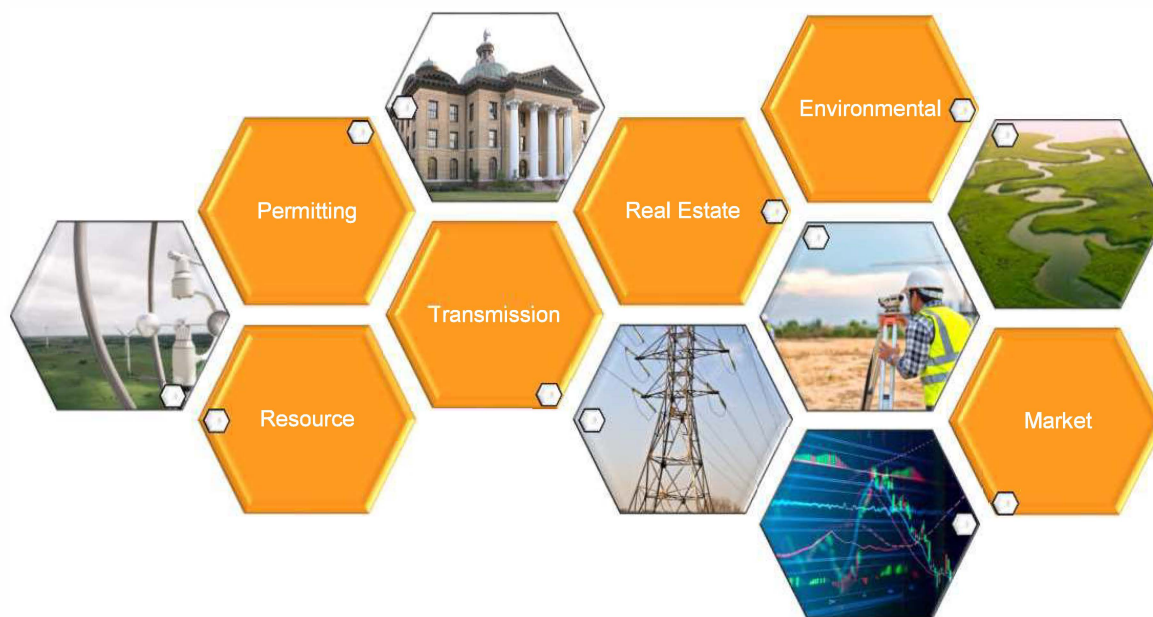 Environmental
Permitting
Real Estate
Transmission
Resource
Market